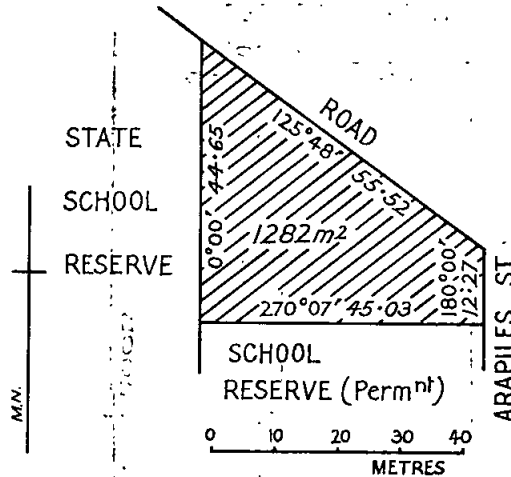 ROAD
125°48′ 55·52
STATE
SCHOOL
RESERVE
0°00′ 44·65
1282m²
180°00′
12·27
270°07′ 45·03
ARAPILES ST
SCHOOL
RESERVE (Permⁿᵗ)
M.N.
0 10 20 30 40
METRES